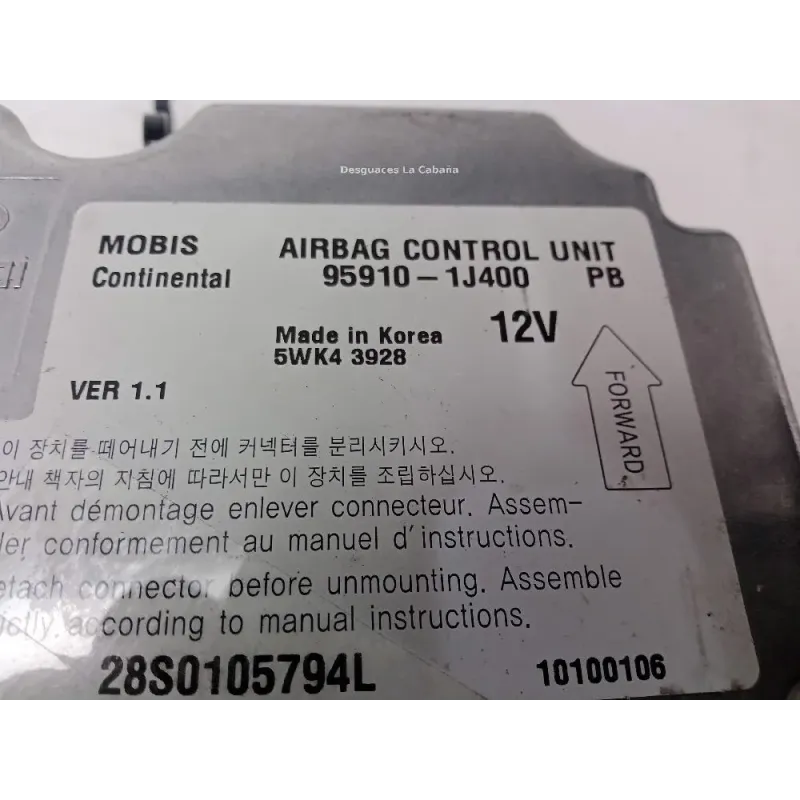 Desguaces La Cabaña
MOBIS AIRBAG CONTROL UNIT
Continental 95910-1J400 PB
Made in Korea 12V
5WK4 3928
VER 1.1
FORWARD
이 장치를 떼어내기 전에 커넥터를 분리시키시오.
안내 책자의 지침에 따라서만 이 장치를 조립하십시오.
Avant démontage enlever connecteur. Assem-
ler conformement au manuel d'instructions.
etach connector before unmounting. Assemble
ctly according to manual instructions.
28S0105794L 10100106